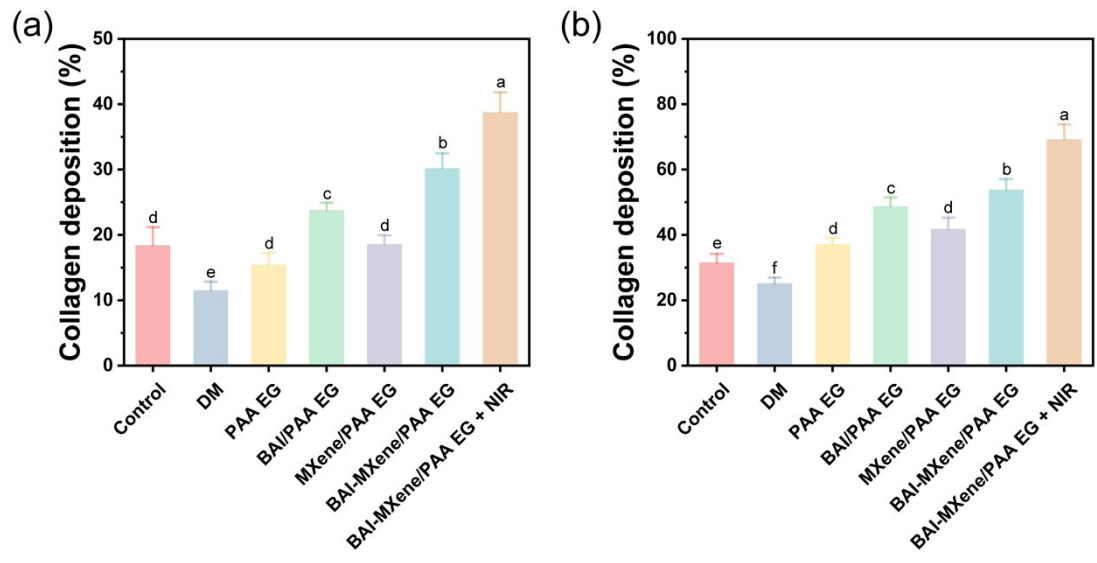 (a)
Collagen deposition (%)
50
40
30
20
10
0
d
e
d
c
d
b
a
Control
DM
PAA EG
BAI/PAA EG
MXene/PAA EG
BAI-MXene/PAA EG
BAI-MXene/PAA EG + NIR
(b)
Collagen deposition (%)
100
80
60
40
20
0
e
f
d
c
d
b
a
Control
DM
PAA EG
BAI/PAA EG
MXene/PAA EG
BAI-MXene/PAA EG
BAI-MXene/PAA EG + NIR